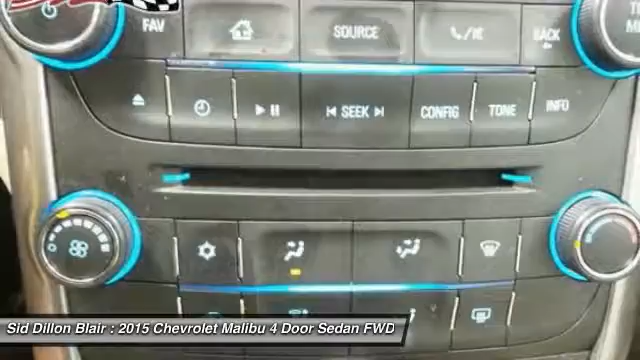 FAV
SOURCE
BACK
SEEK
CONFIG
TONE
INFO
Sid Dillon Blair : 2015 Chevrolet Malibu 4 Door Sedan FWD